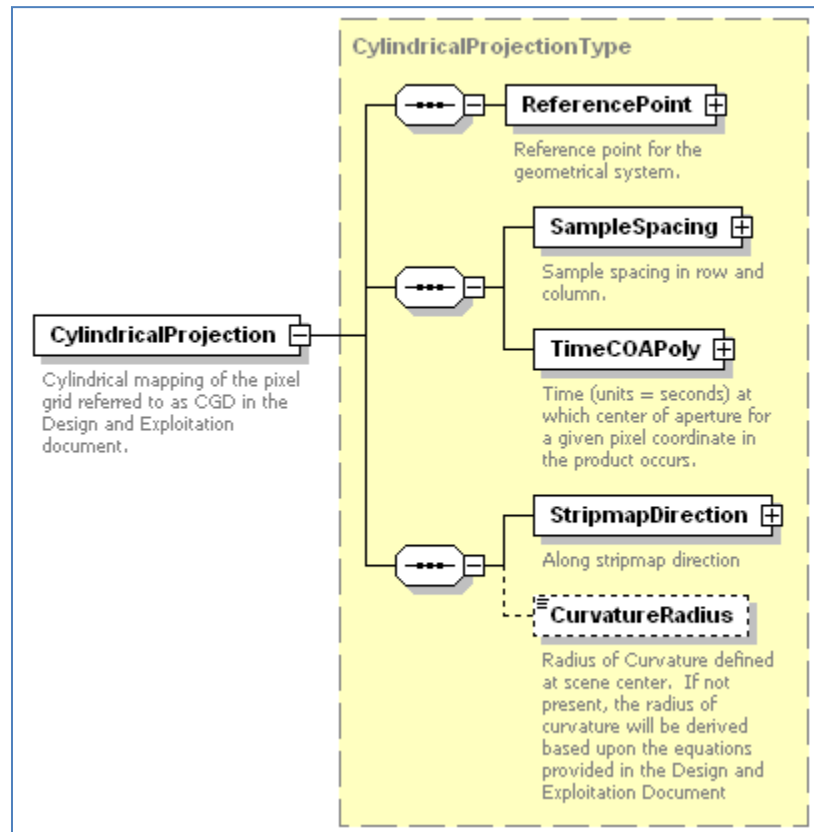 CylindricalProjectionType
ReferencePoint
Reference point for the
geometrical system.
SampleSpacing
Sample spacing in row and
column.
CylindricalProjection
Cylindrical mapping of the pixel
grid referred to as CGD in the
Design and Exploitation
document.
TimeCOAPoly
Time (units = seconds) at
which center of aperture for
a given pixel coordinate in
the product occurs.
StripmapDirection
Along stripmap direction
CurvatureRadius
Radius of Curvature defined
at scene center.  If not
present, the radius of
curvature will be derived
based upon the equations
provided in the Design and
Exploitation Document